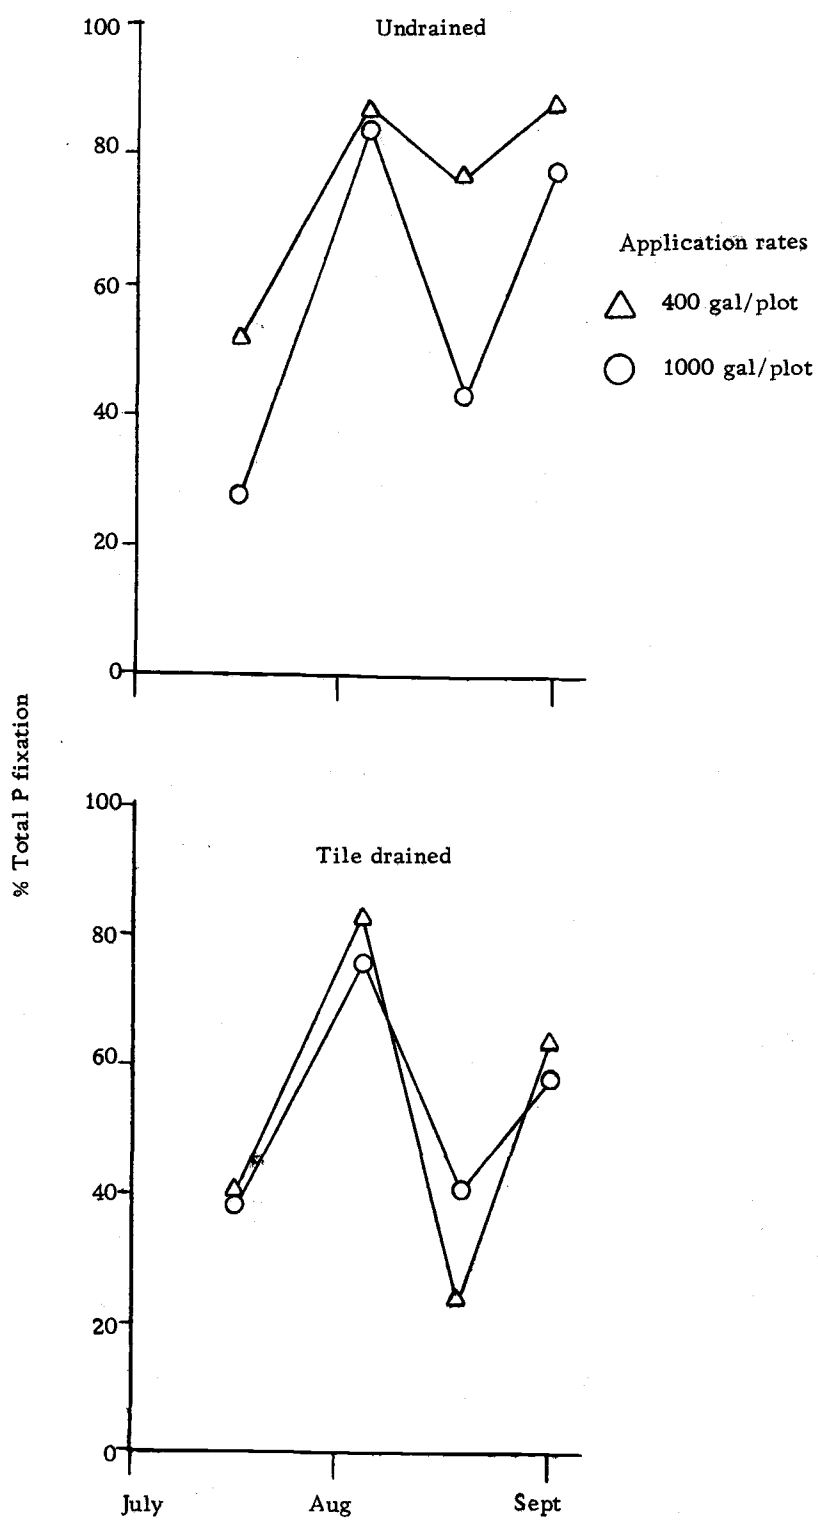 Undrained
100
80
60
40
20
0
Application rates
400 gal/plot
1000 gal/plot
% Total P fixation
Tile drained
100
80
60
40
20
0
July Aug Sept